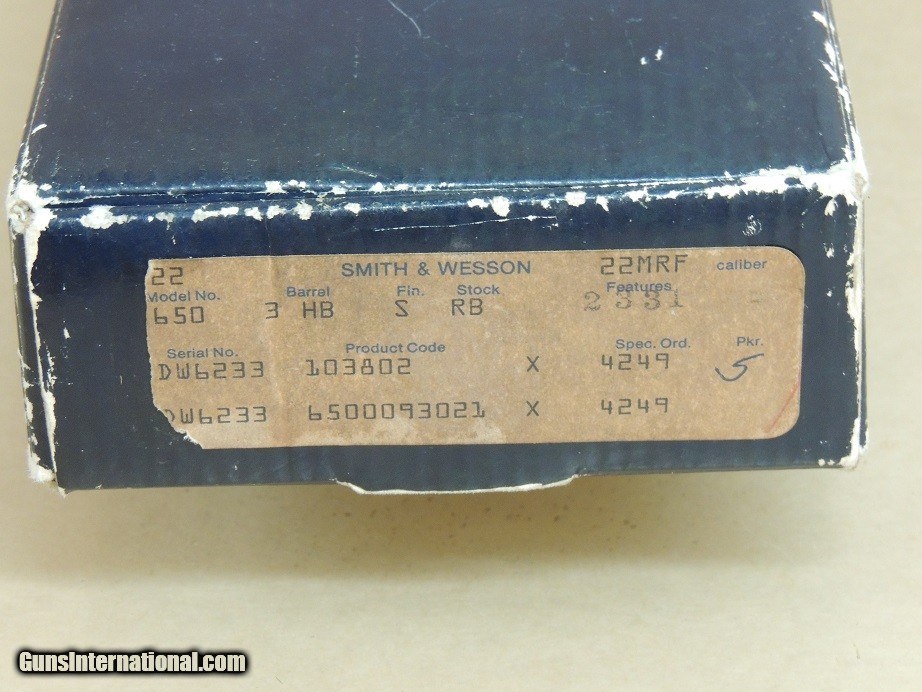 22 SMITH & WESSON 22MRF caliber
Model No. Barrel Fin. Stock Features
650 3 HB S RB 2331
Serial No. Product Code Spec. Ord. Pkr.
DW6233 103802 X 4249 5
DW6233 6500093021 X 4249
GunsInternational.com